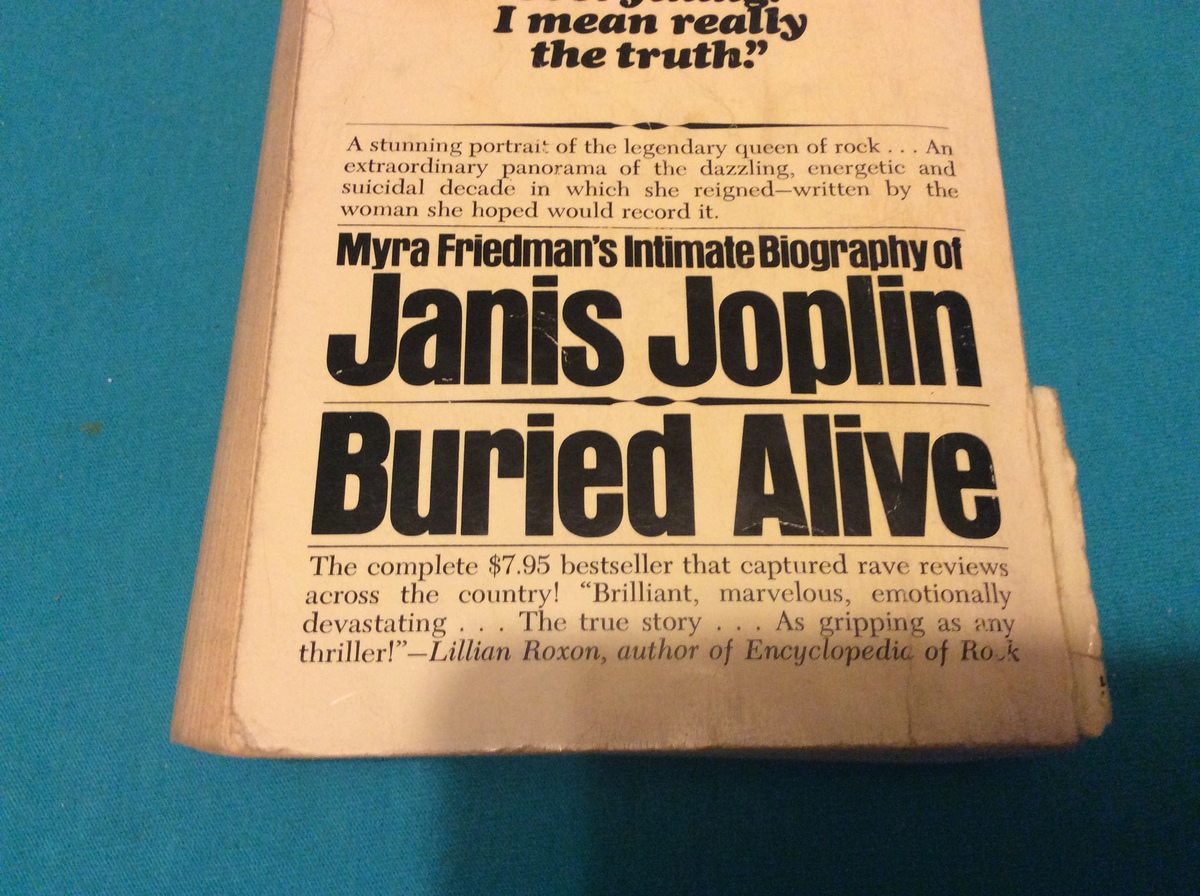 I mean really
the truth."
A stunning portrait of the legendary queen of rock . . . An
extraordinary panorama of the dazzling, energetic and
suicidal decade in which she reigned—written by the
woman she hoped would record it.
Myra Friedman's Intimate Biography of
Janis Joplin
Buried Alive
The complete $7.95 bestseller that captured rave reviews
across the country! "Brilliant, marvelous, emotionally
devastating . . . The true story . . . As gripping as any
thriller!"—Lillian Roxon, author of Encyclopedia of Rock